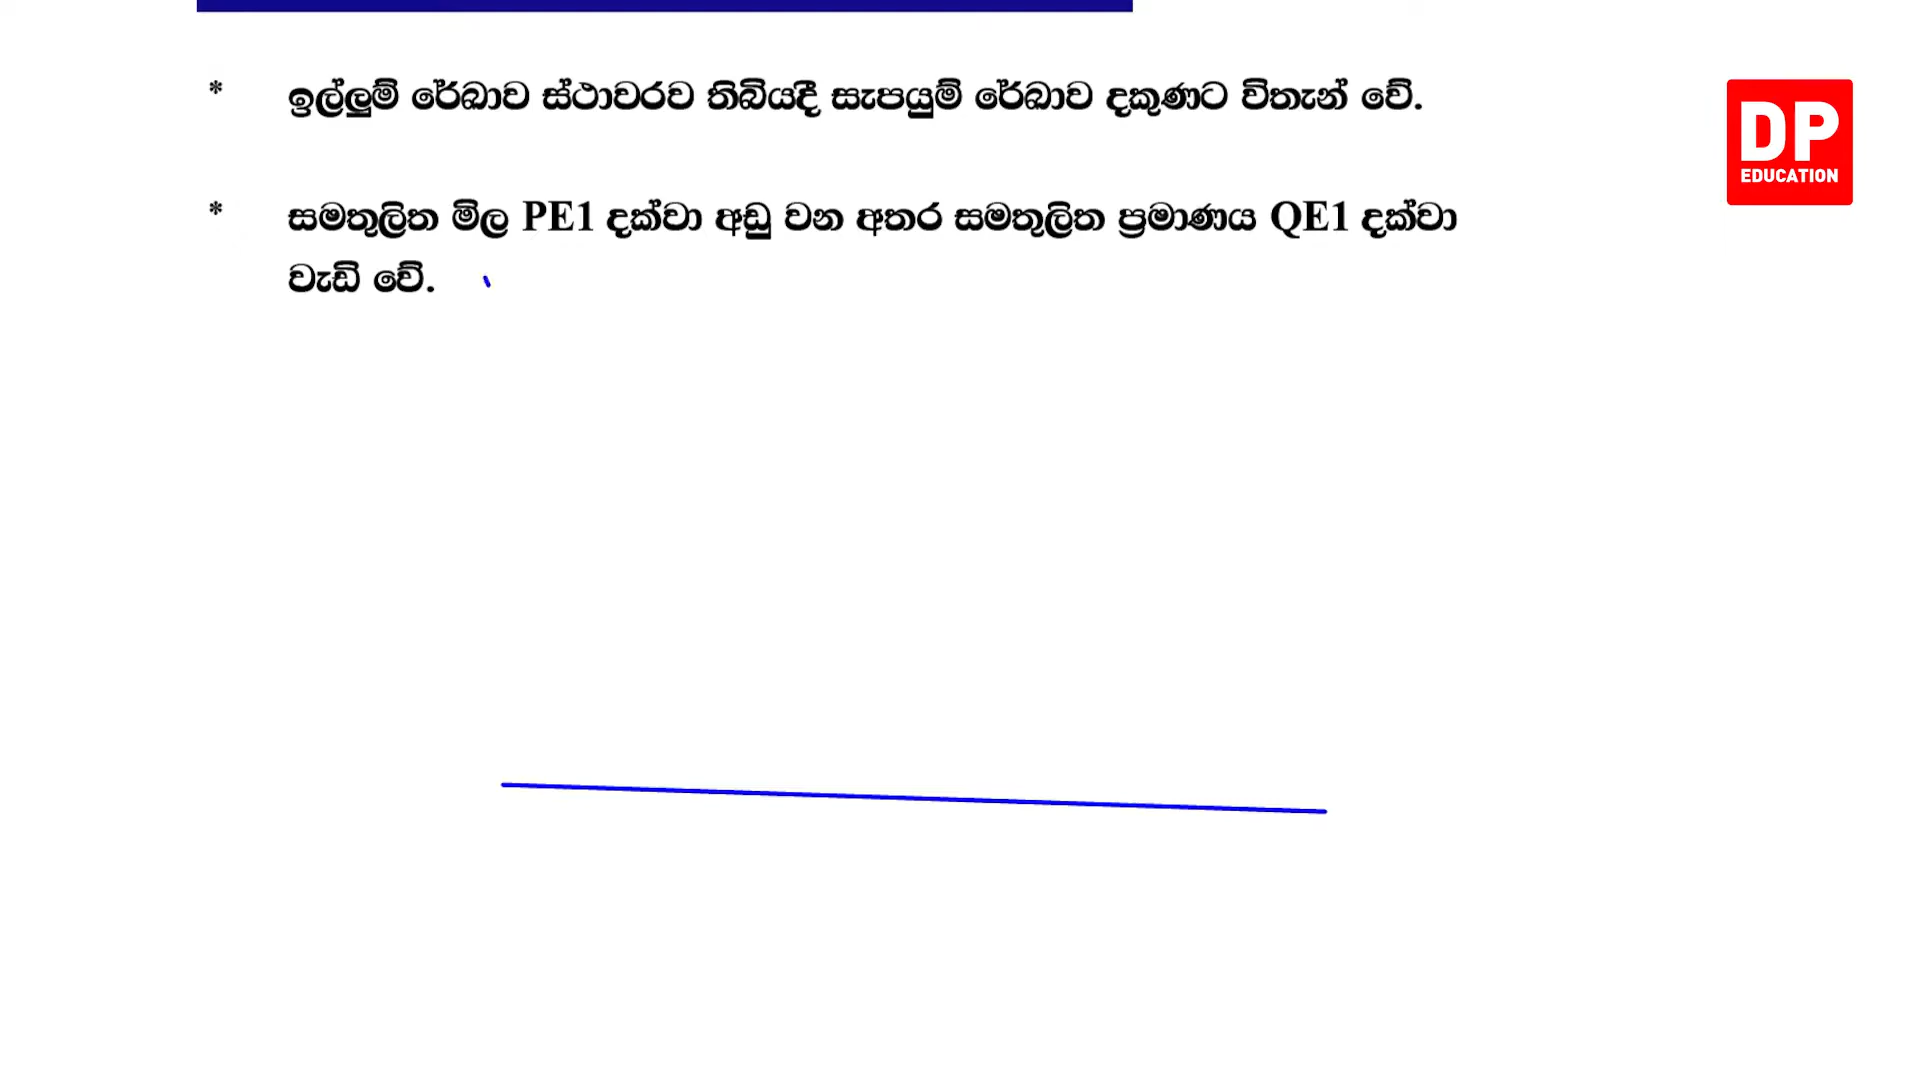 * ඉල්ලුම් රේඛාව ස්ථාවරව තිබියදී සැපයුම් රේඛාව දකුණට විතැන් වේ.
DP
EDUCATION
* සමතුලිත මිල PE1 දක්වා අඩු වන අතර සමතුලිත ප්‍රමාණය QE1 දක්වා
වැඩි වේ.